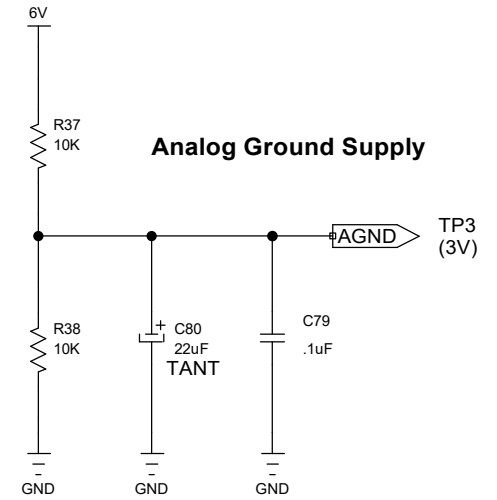 6V
R37
10K
Analog Ground Supply
AGND
TP3
(3V)
R38
10K
+
C80
22uF
TANT
C79
.1uF
GND
GND
GND